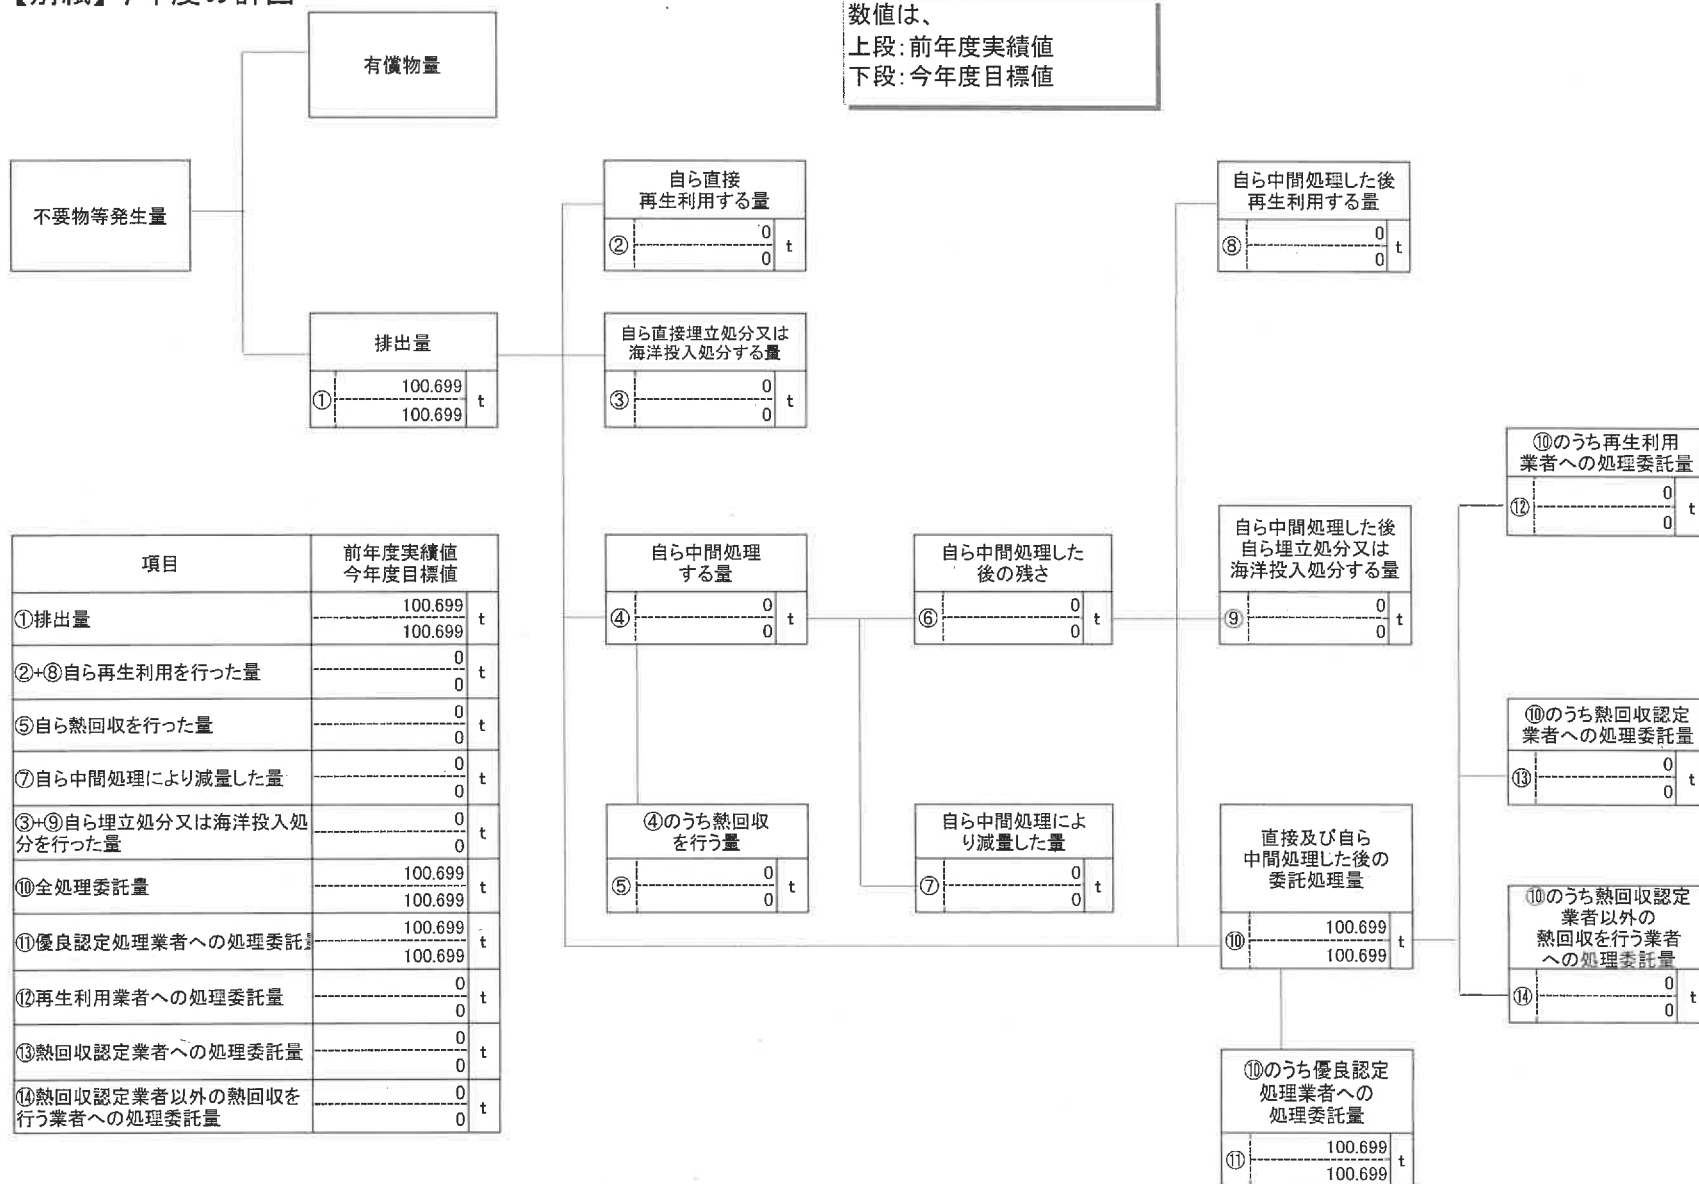 数値は、
上段:前年度実績値
下段:今年度目標値
有償物量
不要物等発生量
排出量
① 100.699 t
100.699
自ら直接
再生利用する量
② 0 t
0
自ら直接埋立処分又は
海洋投入処分する量
③ 0 t
0
自ら中間処理
する量
④ 0 t
0
④のうち熱回収
を行う量
⑤ 0 t
0
自ら中間処理した
後の残さ
⑥ 0 t
0
自ら中間処理によ
り減量した量
⑦ 0 t
0
自ら中間処理した後
再生利用する量
⑧ 0 t
0
自ら中間処理した後
自ら埋立処分又は
海洋投入処分する量
⑨ 0 t
0
直接及び自ら
中間処理した後の
委託処理量
⑩ 100.699 t
100.699
⑩のうち優良認定
処理業者への
処理委託量
⑪ 100.699 t
100.699
⑩のうち再生利用
業者への処理委託量
⑫ 0 t
0
⑩のうち熱回収認定
業者への処理委託量
⑬ 0 t
0
⑩のうち熱回収認定
業者以外の
熱回収を行う業者
への処理委託量
⑭ 0 t
0
項目 前年度実績値
今年度目標値
①排出量 100.699 t
100.699
②+⑧自ら再生利用を行った量 0 t
0
⑤自ら熱回収を行った量 0 t
0
⑦自ら中間処理により減量した量 0 t
0
③+⑨自ら埋立処分又は海洋投入処 0 t
分を行った量 0
⑩全処理委託量 100.699 t
100.699
⑪優良認定処理業者への処理委託 100.699 t
100.699
⑫再生利用業者への処理委託量 0 t
0
⑬熱回収認定業者への処理委託量 0 t
0
⑭熱回収認定業者以外の熱回収を 0 t
行う業者への処理委託量 0